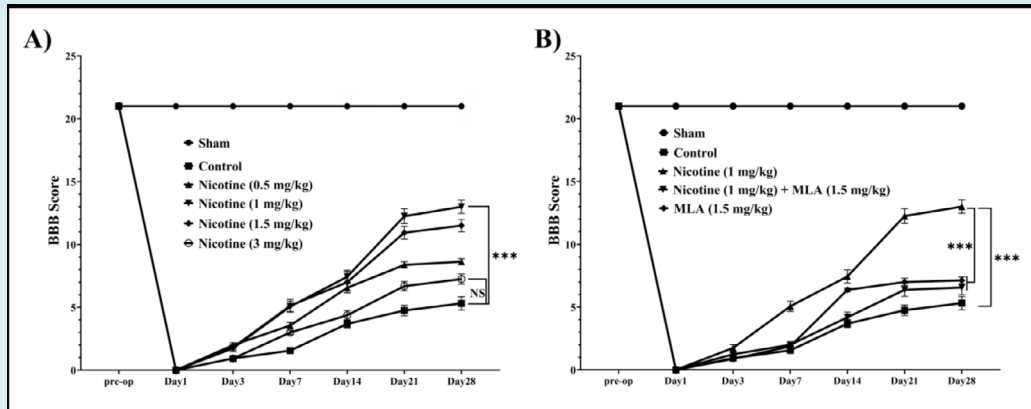 A)
25
20
15
10
5
0
BBB Score
Sham
Control
Nicotine (0.5 mg/kg)
Nicotine (1 mg/kg)
Nicotine (1.5 mg/kg)
Nicotine (3 mg/kg)
***
NS
pre-op Day1 Day3 Day7 Day14 Day21 Day28
B)
25
20
15
10
5
0
BBB Score
Sham
Control
Nicotine (1 mg/kg)
Nicotine (1 mg/kg) + MLA (1.5 mg/kg)
MLA (1.5 mg/kg)
***
***
pre-op Day1 Day3 Day7 Day14 Day21 Day28